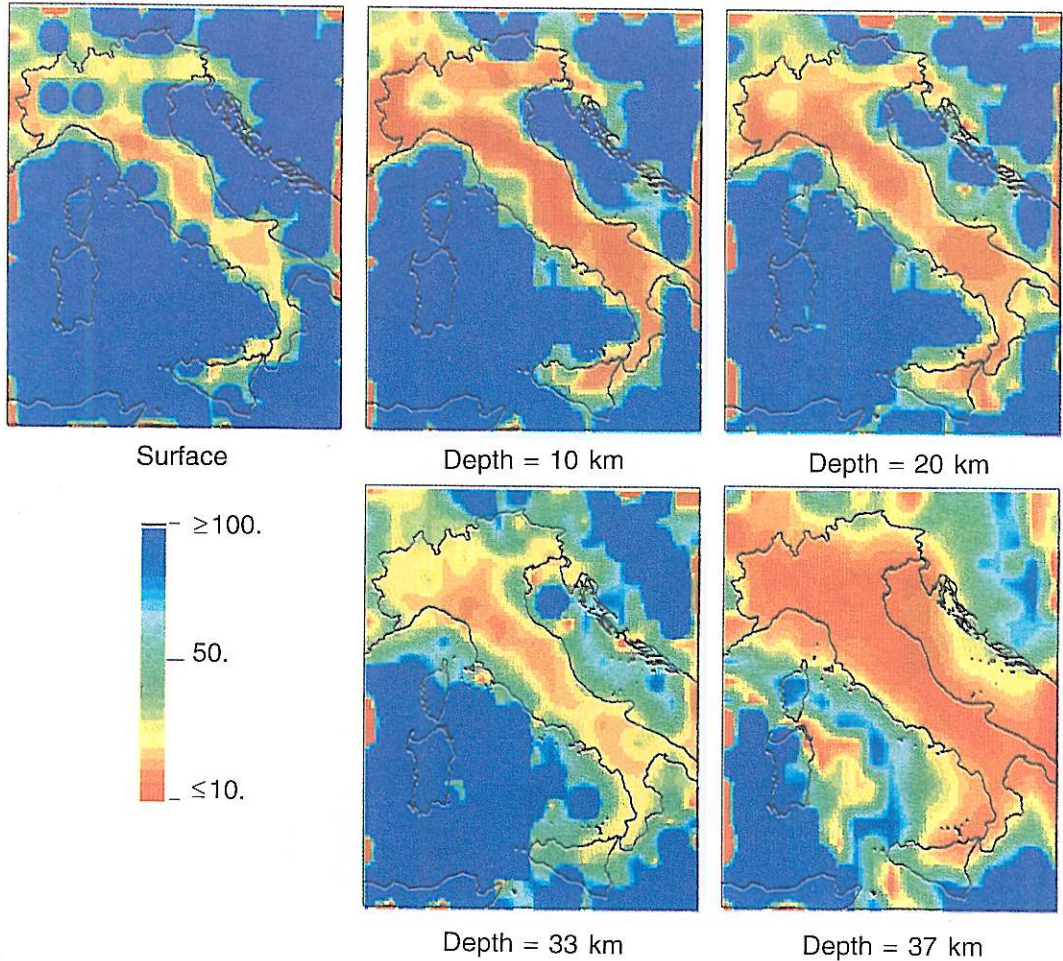 Surface
Depth = 10 km
Depth = 20 km
≥100.
50.
≤10.
Depth = 33 km
Depth = 37 km